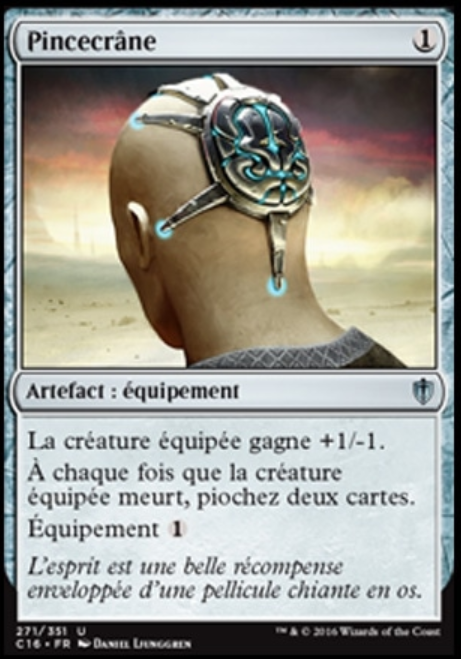 Pincecrâne 1
Artefact : équipement
La créature équipée gagne +1/-1.
À chaque fois que la créature
équipée meurt, piochez deux cartes.
Équipement 1
L'esprit est une belle récompense
enveloppée d'une pellicule chiante en os.
271/351 U
C16 • FR Daniel Ljunggren
™ & © 2016 Wizards of the Coast